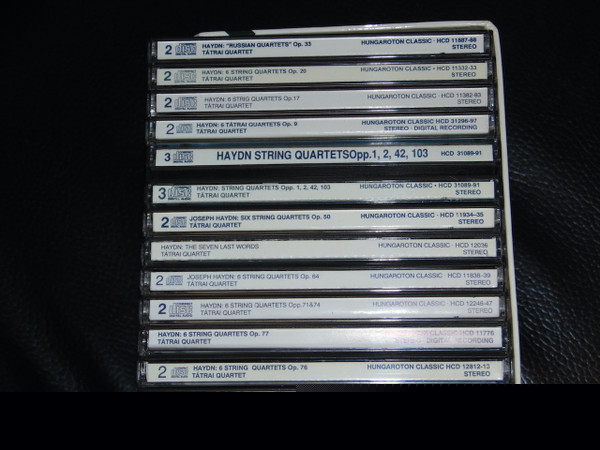 2 HAYDN: "RUSSIAN QUARTETS" Op. 33 HUNGAROTON CLASSIC · HCD 11887-88
TÁTRAI QUARTET STEREO
2 HAYDN: 6 STRING QUARTETS Op. 20 HUNGAROTON CLASSIC · HCD 11332-33
TÁTRAI QUARTET STEREO
2 HAYDN: 6 STRIG QUARTETS Op.17 HUNGAROTON CLASSIC · HCD 11382-83
TÁTRAI QUARTET STEREO
2 HAYDN: 6 TÁTRAI QUARTETS Op. 9 HUNGAROTON CLASSIC HCD 31296-97
TÁTRAI QUARTET STEREO · DIGITAL RECORDING
3 HAYDN STRING QUARTETSOpp.1, 2, 42, 103 HCD 31089-91
3 HAYDN: STRING QUARTETS Opp. 1, 2, 42, 103 HUNGAROTON CLASSIC · HCD 31089-91
TÁTRAI QUARTET STEREO
2 JOSEPH HAYDN: SIX STRING QUARTETS Op. 50 HUNGAROTON CLASSIC · HCD 11934-35
TÁTRAI QUARTET STEREO
HAYDN: THE SEVEN LAST WORDS HUNGAROTON CLASSIC · HCD 12036
TÁTRAI QUARTET STEREO
2 JOSEPH HAYDN: 6 STRING QUARTETS Op. 64 HUNGAROTON CLASSIC · HCD 11838-39
TÁTRAI QUARTET STEREO
2 HAYDN: 6 STRING QUARTETS Opp.71&74 HUNGAROTON CLASSIC · HCD 12246-47
TÁTRAI QUARTET STEREO
HAYDN: 6 STRING QUARTETS Op. 77 CLASSIC HCD 11776
TÁTRAI QUARTET DIGITAL RECORDING
2 HAYDN: 6 STRING QUARTETS Op. 76 HUNGAROTON CLASSIC HCD 12812-13
TÁTRAI QUARTET STEREO